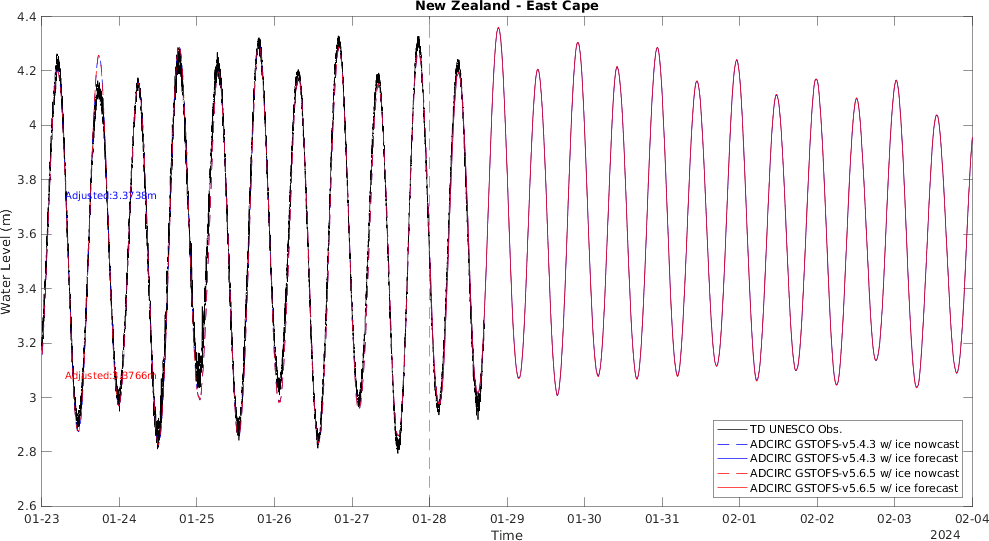 New Zealand - East Cape
4.4
4.2
4
3.8
3.6
3.4
3.2
3
2.8
2.6
Water Level (m)
Adjusted:3.3738m
Adjusted:3.3766m
TD UNESCO Obs.
ADCIRC GSTOFS-v5.4.3 w/ ice nowcast
ADCIRC GSTOFS-v5.4.3 w/ ice forecast
ADCIRC GSTOFS-v5.6.5 w/ ice nowcast
ADCIRC GSTOFS-v5.6.5 w/ ice forecast
01-23 01-24 01-25 01-26 01-27 01-28 01-29 01-30 01-31 02-01 02-02 02-03 02-04
Time
2024